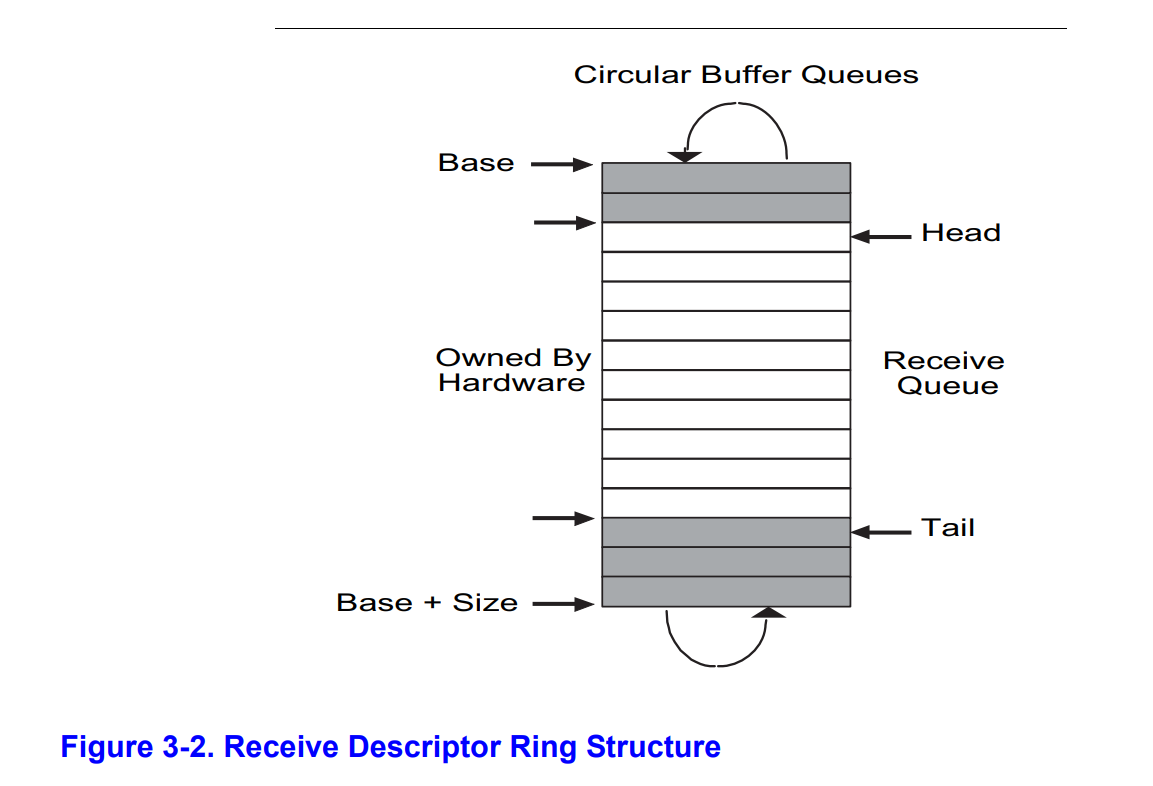 Circular Buffer Queues
Base
Head
Owned By
Hardware
Receive
Queue
Tail
Base + Size
Figure 3-2. Receive Descriptor Ring Structure